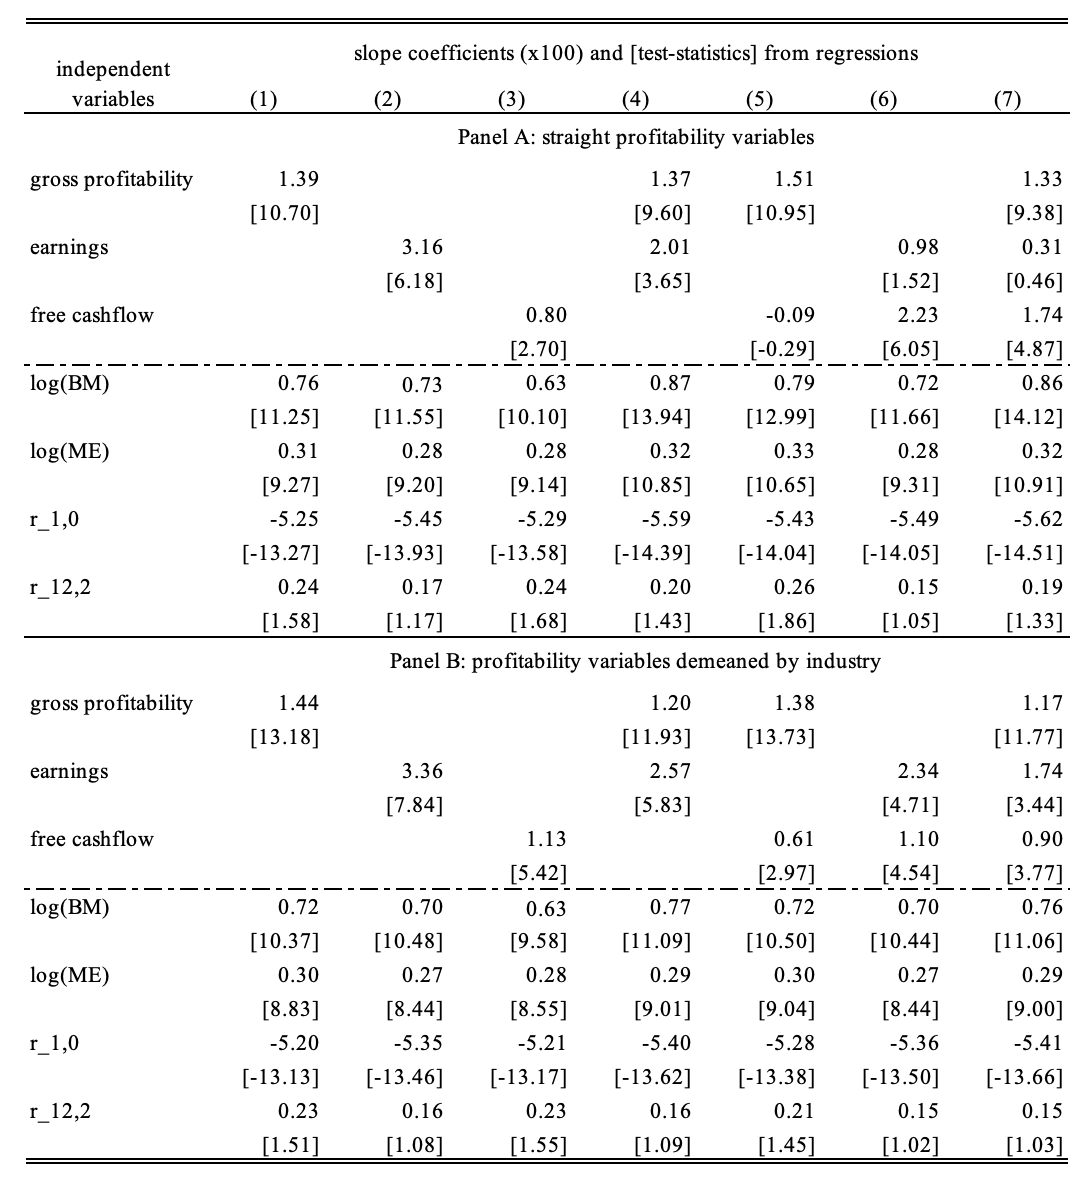 slope coefficients (x100) and [test-statistics] from regressions
independent
variables (1) (2) (3) (4) (5) (6) (7)
Panel A: straight profitability variables
gross profitability 1.39 1.37 1.51 1.33
[10.70] [9.60] [10.95] [9.38]
earnings 3.16 2.01 0.98 0.31
[6.18] [3.65] [1.52] [0.46]
free cashflow 0.80 -0.09 2.23 1.74
[2.70] [-0.29] [6.05] [4.87]
log(BM) 0.76 0.73 0.63 0.87 0.79 0.72 0.86
[11.25] [11.55] [10.10] [13.94] [12.99] [11.66] [14.12]
log(ME) 0.31 0.28 0.28 0.32 0.33 0.28 0.32
[9.27] [9.20] [9.14] [10.85] [10.65] [9.31] [10.91]
r_1,0 -5.25 -5.45 -5.29 -5.59 -5.43 -5.49 -5.62
[-13.27] [-13.93] [-13.58] [-14.39] [-14.04] [-14.05] [-14.51]
r_12,2 0.24 0.17 0.24 0.20 0.26 0.15 0.19
[1.58] [1.17] [1.68] [1.43] [1.86] [1.05] [1.33]
Panel B: profitability variables demeaned by industry
gross profitability 1.44 1.20 1.38 1.17
[13.18] [11.93] [13.73] [11.77]
earnings 3.36 2.57 2.34 1.74
[7.84] [5.83] [4.71] [3.44]
free cashflow 1.13 0.61 1.10 0.90
[5.42] [2.97] [4.54] [3.77]
log(BM) 0.72 0.70 0.63 0.77 0.72 0.70 0.76
[10.37] [10.48] [9.58] [11.09] [10.50] [10.44] [11.06]
log(ME) 0.30 0.27 0.28 0.29 0.30 0.27 0.29
[8.83] [8.44] [8.55] [9.01] [9.04] [8.44] [9.00]
r_1,0 -5.20 -5.35 -5.21 -5.40 -5.28 -5.36 -5.41
[-13.13] [-13.46] [-13.17] [-13.62] [-13.38] [-13.50] [-13.66]
r_12,2 0.23 0.16 0.23 0.16 0.21 0.15 0.15
[1.51] [1.08] [1.55] [1.09] [1.45] [1.02] [1.03]